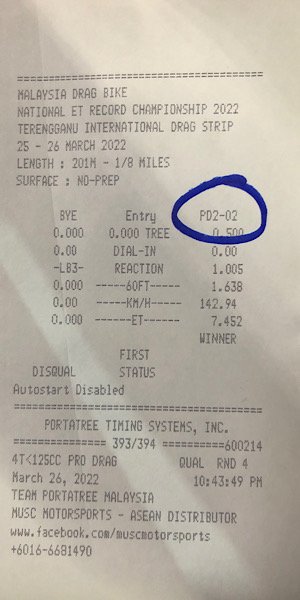 ==================================
MALAYSIA DRAG BIKE
NATIONAL ET RECORD CHAMPIONSHIP 2022
TERENGGANU INTERNATIONAL DRAG STRIP
25 - 26 MARCH 2022
LENGTH : 201M - 1/8 MILES
SURFACE : NO-PREP
BYE Entry PD2-02
0.000 0.000 TREE 0.500
0.00 DIAL-IN 0.00
-LB3- REACTION 1.005
0.000 ------60FT------ 1.638
0.00 ------KM/H------ 142.94
0.000 -------ET------- 7.452
WINNER
FIRST
DISQUAL STATUS
Autostart Disabled
==================================
PORTATREE TIMING SYSTEMS, INC.
=============== 393/394 ==========600214
4T<125CC PRO DRAG QUAL RND 4
March 26, 2022 10:43:49 PM
TEAM PORTATREE MALAYSIA
MUSC MOTORSPORTS - ASEAN DISTRIBUTOR
www.facebook.com/muscmotorsports
+6016-6681490